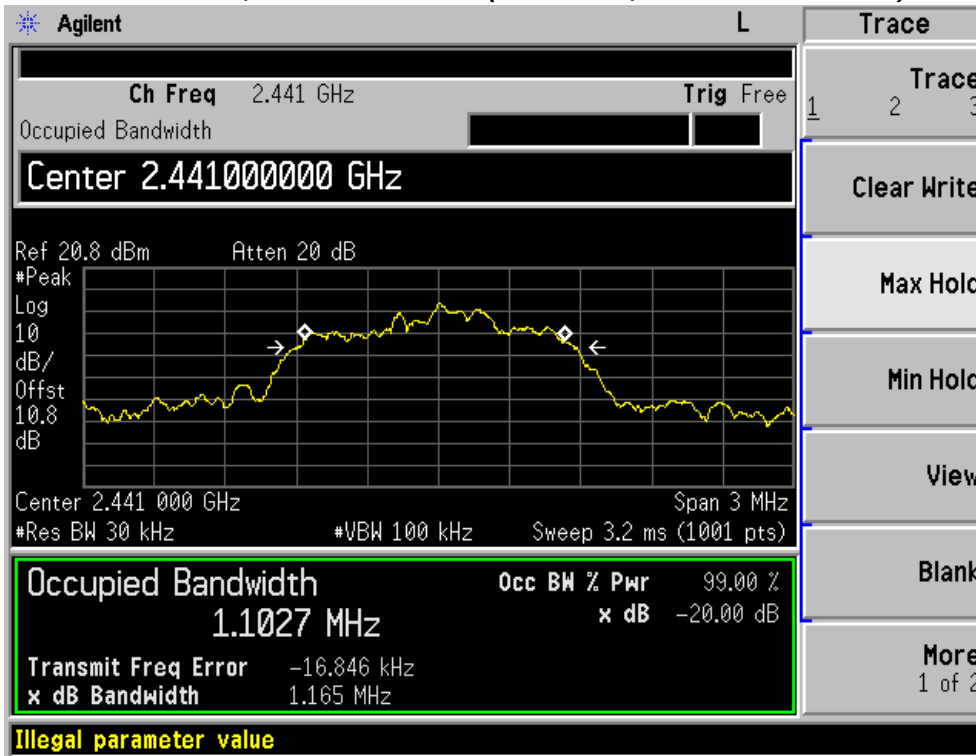 Agilent L Trace
Ch Freq 2.441 GHz Trig Free
Occupied Bandwidth
Center 2.441000000 GHz
Ref 20.8 dBm Atten 20 dB
#Peak
Log
10
dB/
Offst
10.8
dB
Center 2.441 000 GHz Span 3 MHz
#Res BW 30 kHz #VBW 100 kHz Sweep 3.2 ms (1001 pts)
Occupied Bandwidth Occ BW % Pwr 99.00 %
1.1027 MHz x dB -20.00 dB
Transmit Freq Error -16.846 kHz
x dB Bandwidth 1.165 MHz
Illegal parameter value
Trace
1 2 3
Clear Write
Max Hold
Min Hold
View
Blank
More
1 of 2